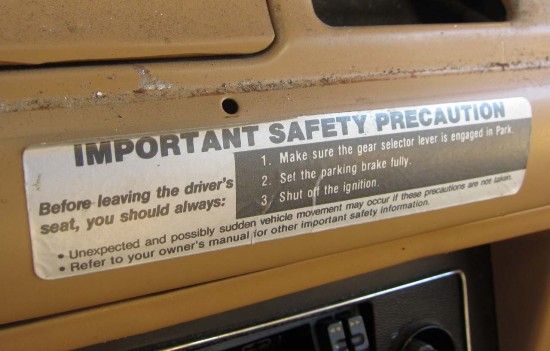 IMPORTANT SAFETY PRECAUTION
Before leaving the driver's
seat, you should always:
1. Make sure the gear selector lever is engaged in Park.
2. Set the parking brake fully.
3. Shut off the ignition.
• Unexpected and possibly sudden vehicle movement may occur if these precautions are not taken.
• Refer to your owner's manual for other important safety information.